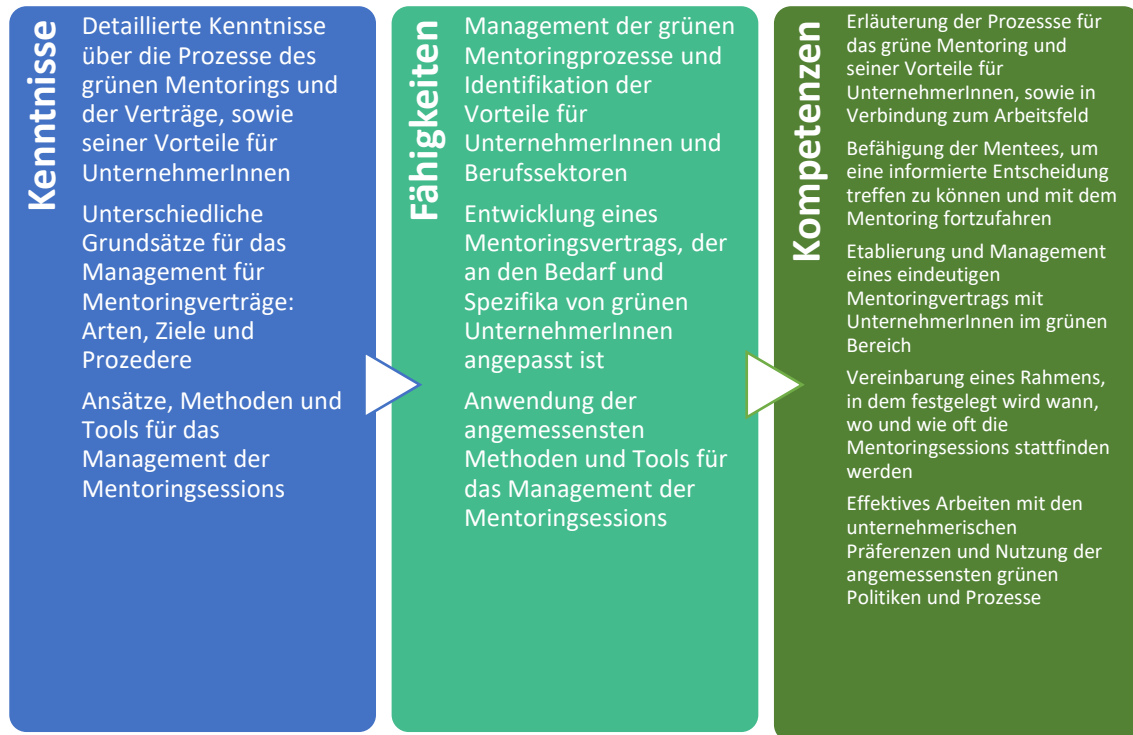 Kenntnisse
Detaillierte Kenntnisse
über die Prozesse des
grünen Mentorings und
der Verträge, sowie
seiner Vorteile für
UnternehmerInnen
Unterschiedliche
Grundsätze für das
Management für
Mentoringverträge:
Arten, Ziele und
Prozedere
Ansätze, Methoden und
Tools für das
Management der
Mentoringsessions
Fähigkeiten
Management der grünen
Mentoringprozesse und
Identifikation der
Vorteile für
UnternehmerInnen und
Berufssektoren
Entwicklung eines
Mentoringsvertrags, der
an den Bedarf und
Spezifika von grünen
UnternehmerInnen
angepasst ist
Anwendung der
angemessensten
Methoden und Tools für
das Management der
Mentoringsessions
Kompetenzen
Erläuterung der Prozessse für
das grüne Mentoring und
seiner Vorteile für
UnternehmerInnen, sowie in
Verbindung zum Arbeitsfeld
Befähigung der Mentees, um
eine informierte Entscheidung
treffen zu können und mit dem
Mentoring fortzufahren
Etablierung und Management
eines eindeutigen
Mentoringvertrags mit
UnternehmerInnen im grünen
Bereich
Vereinbarung eines Rahmens,
in dem festgelegt wird wann,
wo und wie oft die
Mentoringsessions stattfinden
werden
Effektives Arbeiten mit den
unternehmerischen
Präferenzen und Nutzung der
angemessensten grünen
Politiken und Prozesse